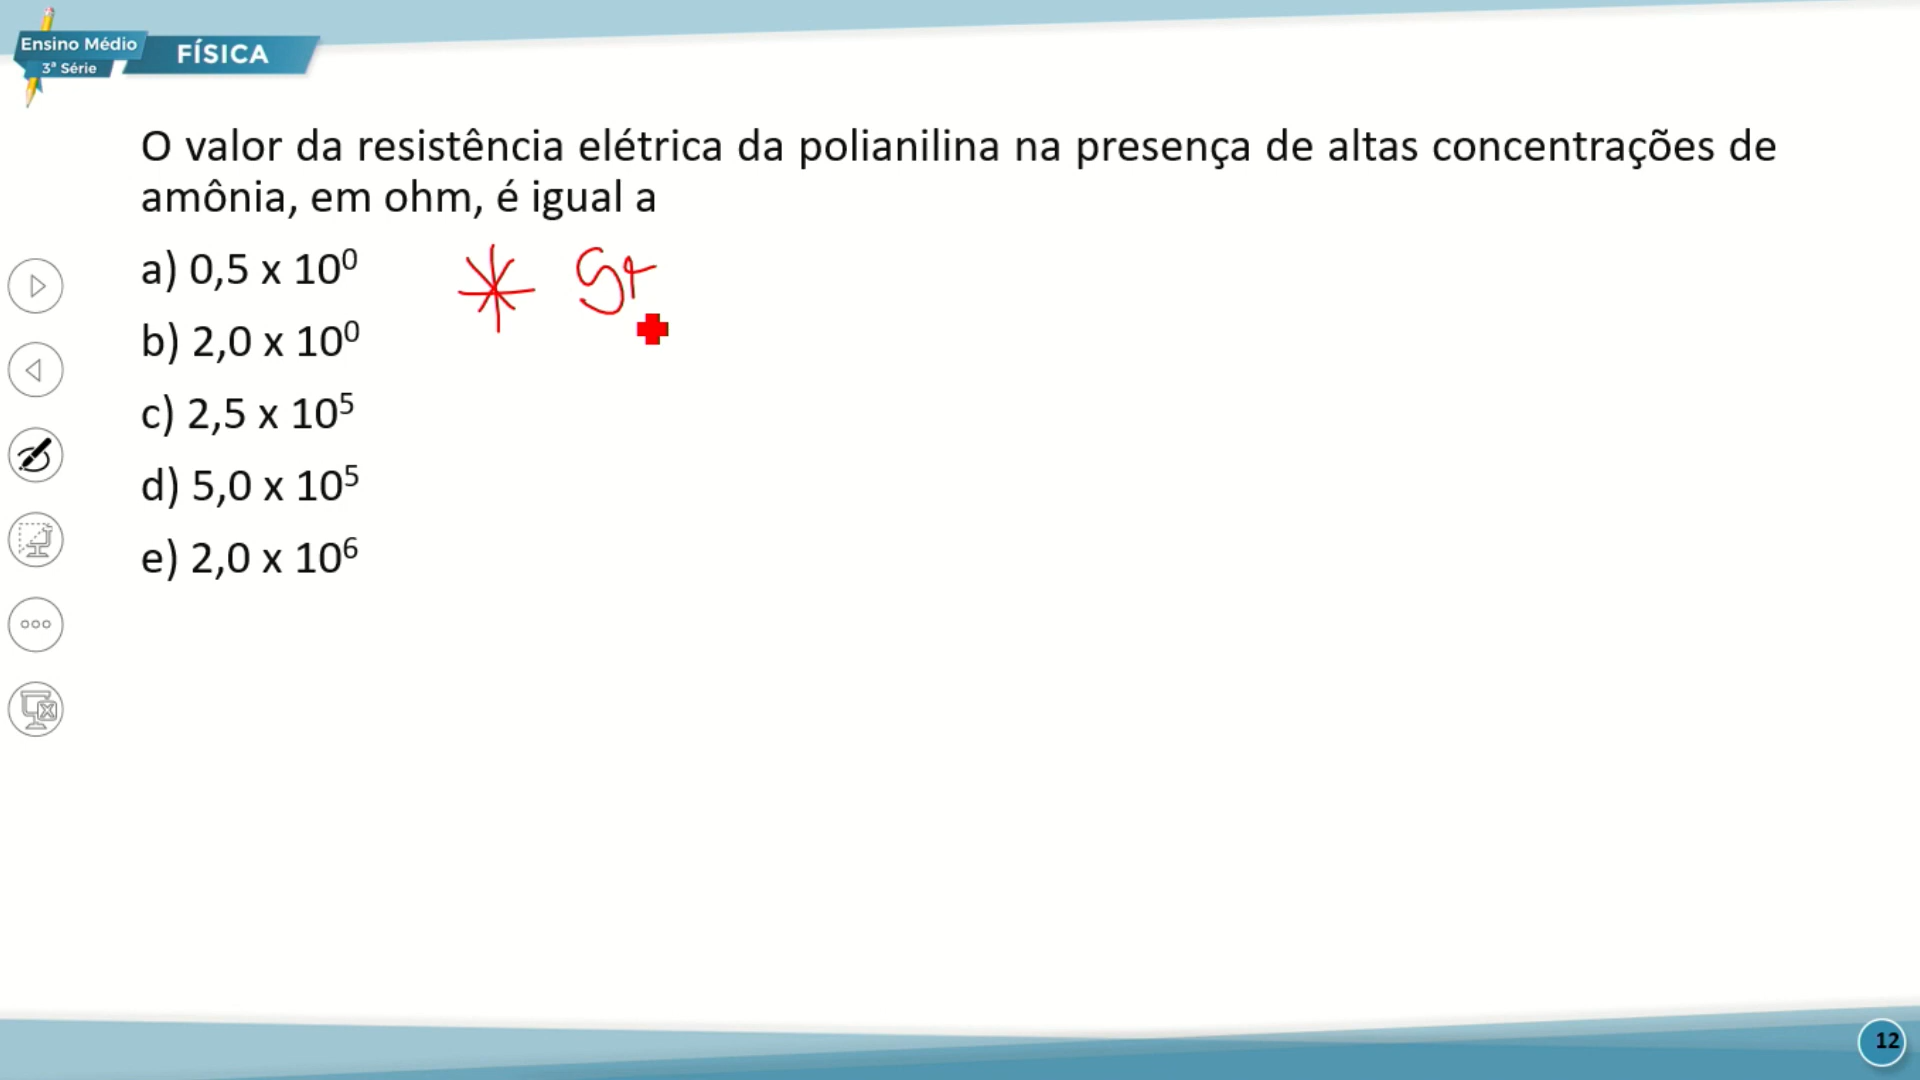 Ensino Médio
3ª Série
FÍSICA
O valor da resistência elétrica da polianilina na presença de altas concentrações de
amônia, em ohm, é igual a
a) 0,5 x 10⁰
b) 2,0 x 10⁰
c) 2,5 x 10⁵
d) 5,0 x 10⁵
e) 2,0 x 10⁶
12